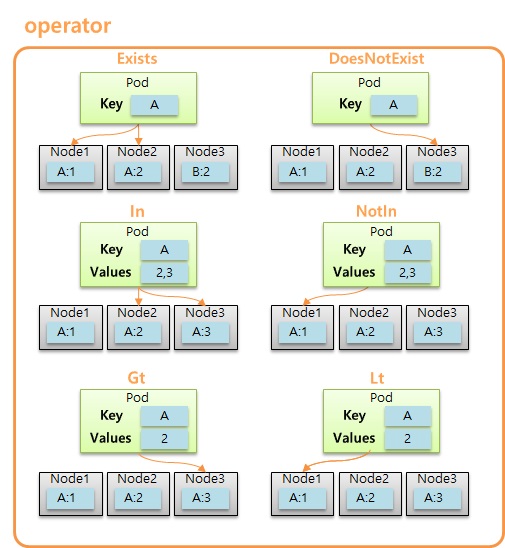 operator
Exists
Pod
Key A
Node1 Node2 Node3
A:1 A:2 B:2
DoesNotExist
Pod
Key A
Node1 Node2 Node3
A:1 A:2 B:2
In
Pod
Key A
Values 2,3
Node1 Node2 Node3
A:1 A:2 A:3
NotIn
Pod
Key A
Values 2,3
Node1 Node2 Node3
A:1 A:2 A:3
Gt
Pod
Key A
Values 2
Node1 Node2 Node3
A:1 A:2 A:3
Lt
Pod
Key A
Values 2
Node1 Node2 Node3
A:1 A:2 A:3